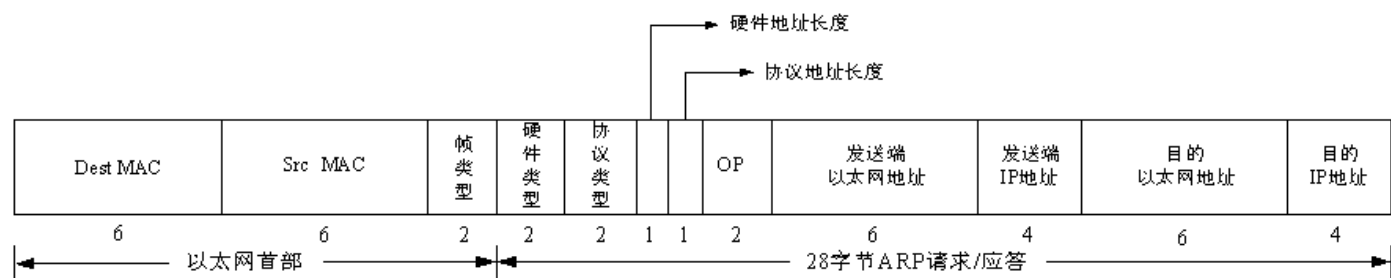 硬件地址长度
协议地址长度
Dest MAC
Src MAC
帧类型
硬件类型
协议类型
OP
发送端
以太网地址
发送端
IP地址
目的
以太网地址
目的
IP地址
6
6
2
2
2
1
1
2
6
4
6
4
以太网首部
28字节ARP请求/应答